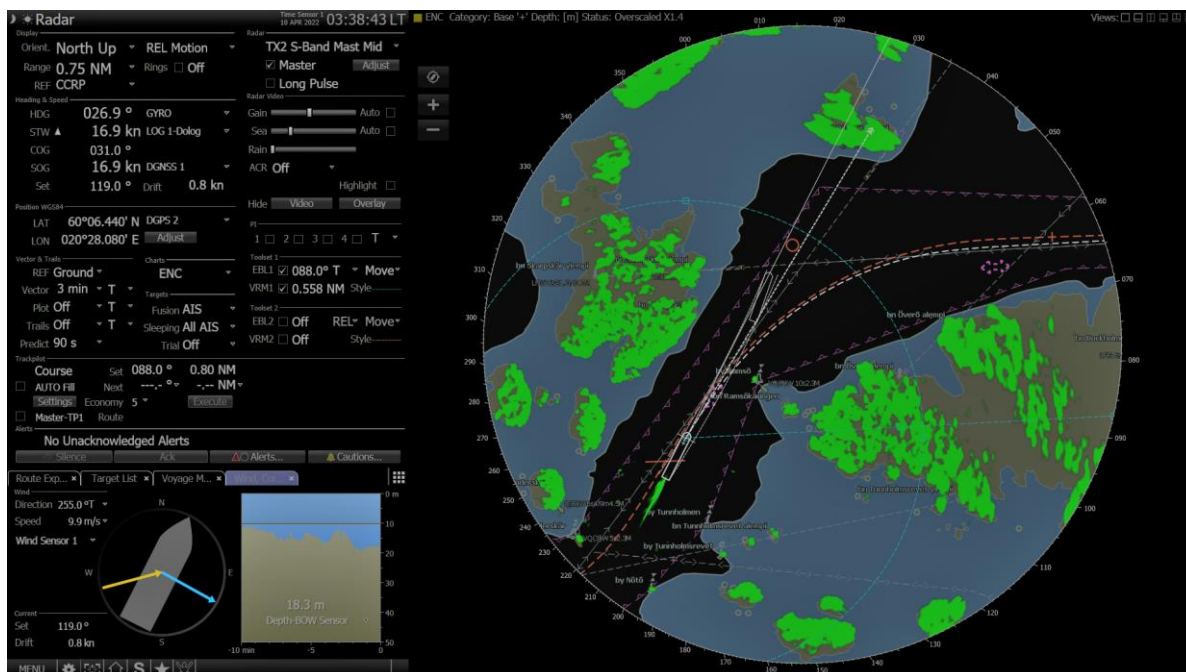 Radar
Time Sensor 1
10 APR 2022 03:38:43 LT
Display
Orient. North Up REL Motion
Range 0.75 NM Rings Off
REF CCRP
Heading & Speed
HDG 026.9 ° GYRO
STW 16.9 kn LOG 1-Dolog
COG 031.0 °
SOG 16.9 kn DGNSS 1
Set 119.0 ° Drift 0.8 kn
Position WGS84
LAT 60°06.440' N DGPS 2
LON 020°28.080' E Adjust
Vector & Trails
REF Ground
Vector 3 min T
Plot Off T
Trails Off T
Predict 90 s
Charts
ENC
Targets
Fusion AIS
Sleeping All AIS
Trial Off
Trackpilot
Course Set 088.0 ° 0.80 NM
AUTO Fill Next ---.- ° -.-- NM
Settings Economy 5 Execute
Master-TP1 Route
Alerts
No Unacknowledged Alerts
Silence Ack Alerts... Cautions...
Radar
TX2 S-Band Mast Mid
Master Adjust
Long Pulse
Radar Video
Gain Auto
Sea Auto
Rain
ACR Off
Highlight
Hide Video Overlay
PI
1 2 3 4 T
Toolset 1
EBL1 088.0° T Move
VRM1 0.558 NM Style
Toolset 2
EBL2 Off REL Move
VRM2 Off Style
Route Exp... × Target List × Voyage M... ×
Wind
Direction 255.0 °T
Speed 9.9 m/s
Wind Sensor 1
N
W
E
S
Current
Set 119.0 °
Drift 0.8 kn
0 m
10
20
30
40
50
18.3 m
Depth-BOW Sensor
-10 min -5 0
MENU S
ENC Category: Base '+' Depth: [m] Status: Overscaled X1.4
Views:
000
010
020
030
040
050
060
070
080
090
100
110
120
130
140
150
160
170
180
190
200
210
220
230
240
250
260
270
280
290
300
310
320
330
340
350
bn Överö alempi
bn Ramsökaringen
by Tunnholmen
bn Tunnholmsrevet alempi
by Tunnholmsrevet
by Nötö